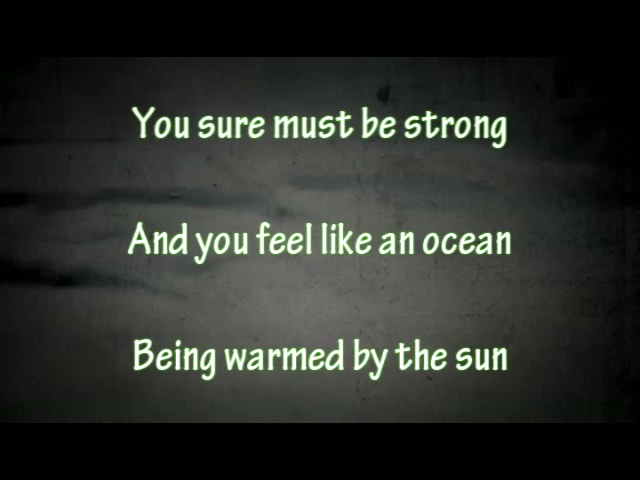 You sure must be strong
And you feel like an ocean
Being warmed by the sun